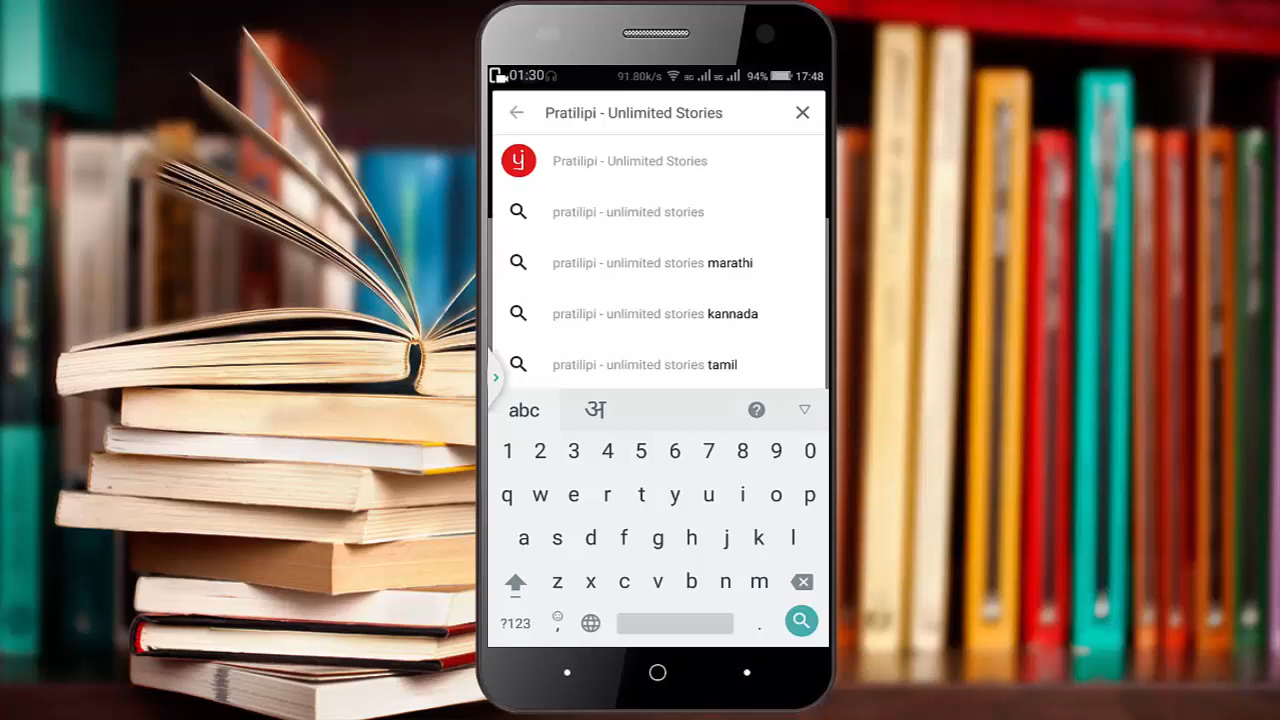 01:30 91.80k/s 3G 3G 94% 17:48
Pratilipi - Unlimited Stories
Pratilipi - Unlimited Stories
pratilipi - unlimited stories
pratilipi - unlimited stories marathi
pratilipi - unlimited stories kannada
pratilipi - unlimited stories tamil
abc अ
1 2 3 4 5 6 7 8 9 0
q w e r t y u i o p
a s d f g h j k l
z x c v b n m
?123 , .